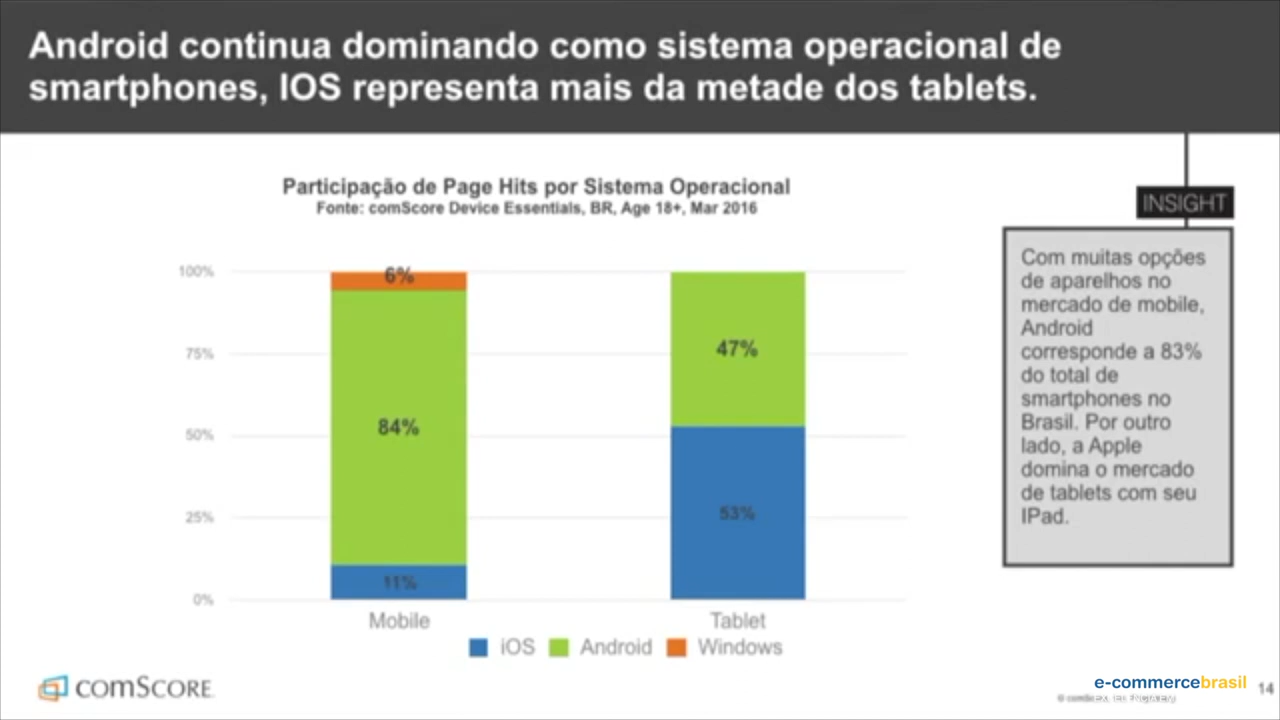 Android continua dominando como sistema operacional de
smartphones, IOS representa mais da metade dos tablets.
Participação de Page Hits por Sistema Operacional
Fonte: comScore Device Essentials, BR, Age 18+, Mar 2016
100%
75%
50%
25%
0%
6%
84%
11%
47%
53%
Mobile
Tablet
iOS Android Windows
INSIGHT
Com muitas opções
de aparelhos no
mercado de mobile,
Android
corresponde a 83%
do total de
smartphones no
Brasil. Por outro
lado, a Apple
domina o mercado
de tablets com seu
IPad.
comSCORE
e-commercebrasil
14